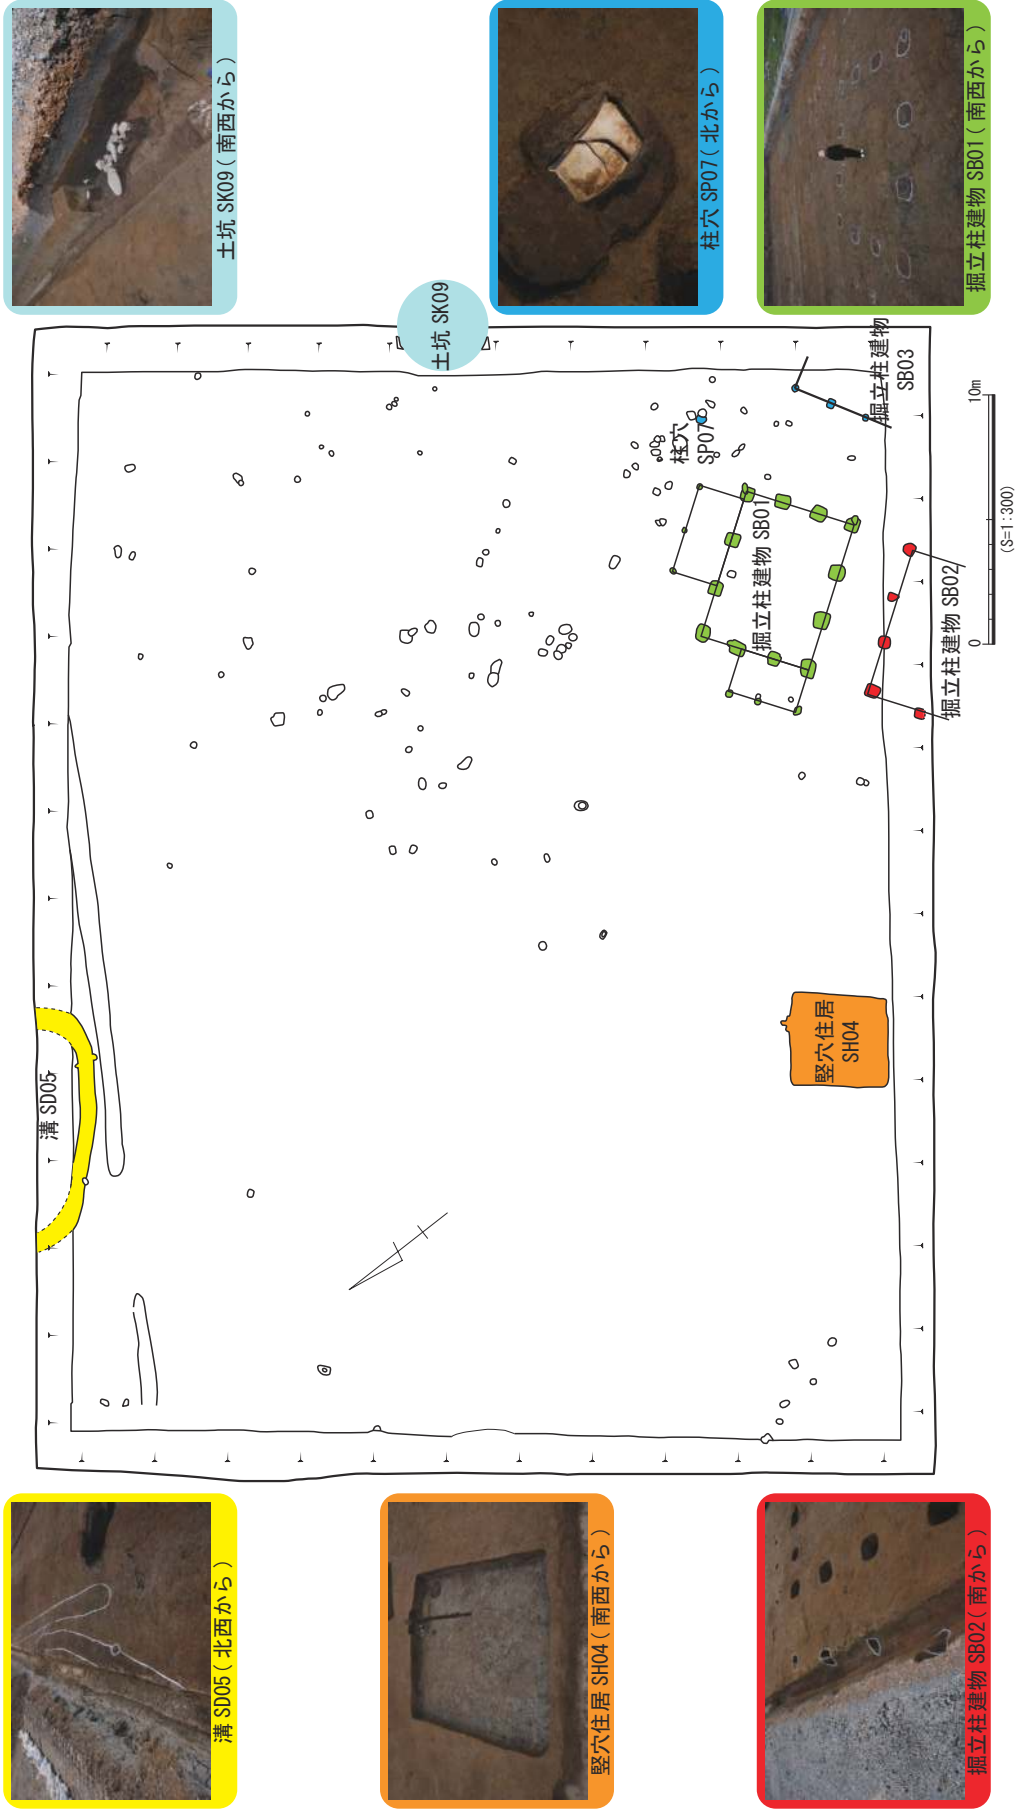 溝 SD05（北西から）
土坑 SK09（南西から）
竪穴住居 SH04（南西から）
柱穴 SP07（北から）
掘立柱建物 SB02（南から）
掘立柱建物 SB01（南西から）
溝 SD05
土坑 SK09
柱穴
SP07
掘立柱建物 SB01
竪穴住居
SH04
掘立柱建物
SB03
掘立柱建物 SB02
0
10m
(S=1:300)